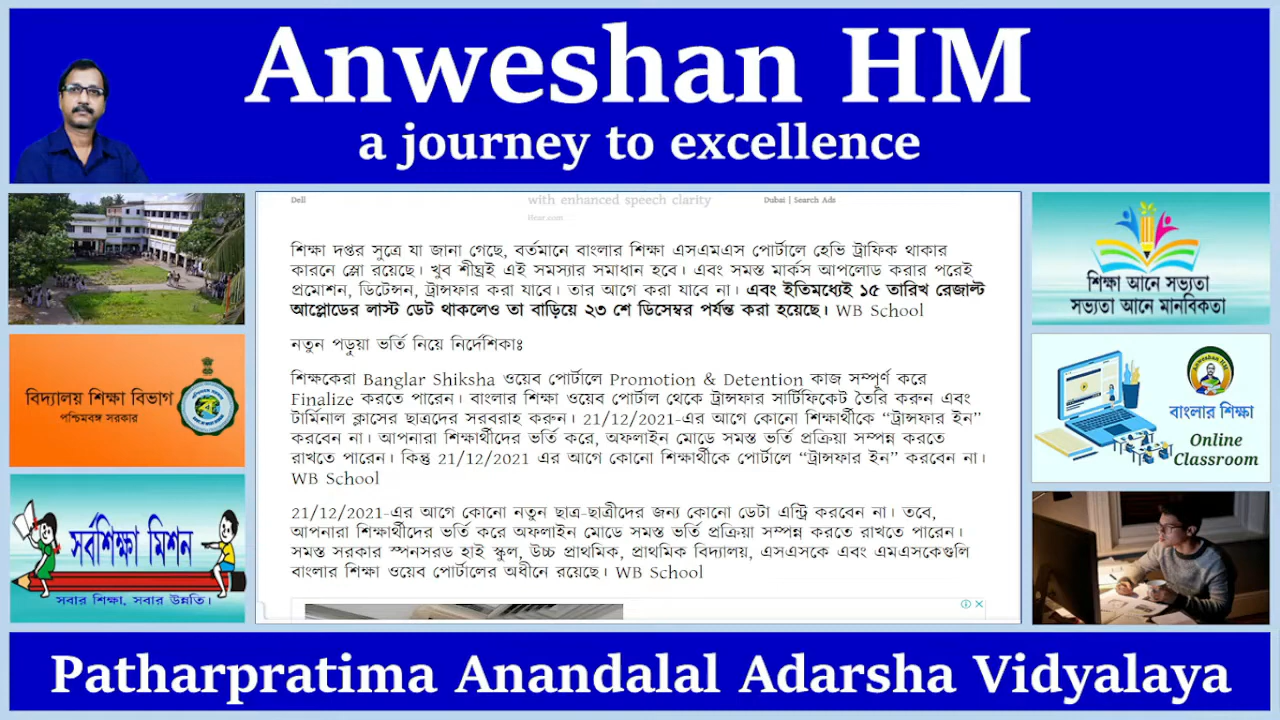 Anweshan HM
a journey to excellence
Dell
with enhanced speech clarity
Dubai | Search Ads
Hear.com
শিক্ষা দপ্তর সুত্রে যা জানা গেছে, বর্তমানে বাংলার শিক্ষা এসএমএস পোর্টালে হেভি ট্রাফিক থাকার
কারনে স্লো রয়েছে। খুব শীঘ্রই এই সমস্যার সমাধান হবে। এবং সমস্ত মার্কস আপলোড করার পরেই
প্রমোশন, ডিটেন্সন, ট্রান্সফার করা যাবে। তার আগে করা যাবে না। এবং ইতিমধ্যেই ১৫ তারিখ রেজাল্ট
আপ্লোডের লাস্ট ডেট থাকলেও তা বাড়িয়ে ২৩ শে ডিসেম্বর পর্যন্ত করা হয়েছে। WB School
নতুন পড়ুয়া ভর্তি নিয়ে নির্দেশিকাঃ
শিক্ষকেরা Banglar Shiksha ওয়েব পোর্টালে Promotion & Detention কাজ সম্পূর্ণ করে
Finalize করতে পারেন। বাংলার শিক্ষা ওয়েব পোর্টাল থেকে ট্রান্সফার সার্টিফিকেট তৈরি করুন এবং
টার্মিনাল ক্লাসের ছাত্রদের সরবরাহ করুন। 21/12/2021-এর আগে কোনো শিক্ষার্থীকে “ট্রান্সফার ইন”
করবেন না। আপনারা শিক্ষার্থীদের ভর্তি করে, অফলাইন মোডে সমস্ত ভর্তি প্রক্রিয়া সম্পন্ন করতে
রাখতে পারেন। কিন্তু 21/12/2021 এর আগে কোনো শিক্ষার্থীকে পোর্টালে “ট্রান্সফার ইন” করবেন না।
WB School
21/12/2021-এর আগে কোনো নতুন ছাত্র-ছাত্রীদের জন্য কোনো ডেটা এন্ট্রি করবেন না। তবে,
আপনারা শিক্ষার্থীদের ভর্তি করে অফলাইন মোডে সমস্ত ভর্তি প্রক্রিয়া সম্পন্ন করতে রাখতে পারেন।
সমস্ত সরকার স্পনসরড হাই স্কুল, উচ্চ প্রাথমিক, প্রাথমিক বিদ্যালয়, এসএসকে এবং এমএসকেগুলি
বাংলার শিক্ষা ওয়েব পোর্টালের অধীনে রয়েছে। WB School
বিদ্যালয় শিক্ষা বিভাগ
পশ্চিমবঙ্গ সরকার
সর্বশিক্ষা মিশন
সবার শিক্ষা, সবার উন্নতি।
শিক্ষা আনে সভ্যতা
সভ্যতা আনে মানবিকতা
Anweshan HM
বাংলার শিক্ষা
Online
Classroom
Patharpratima Anandalal Adarsha Vidyalaya